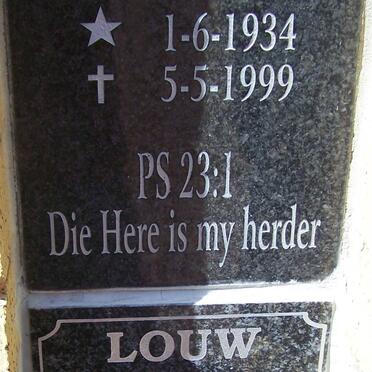 ★ 1-6-1934
✝ 5-5-1999
PS 23:1
Die Here is my herder
LOUW